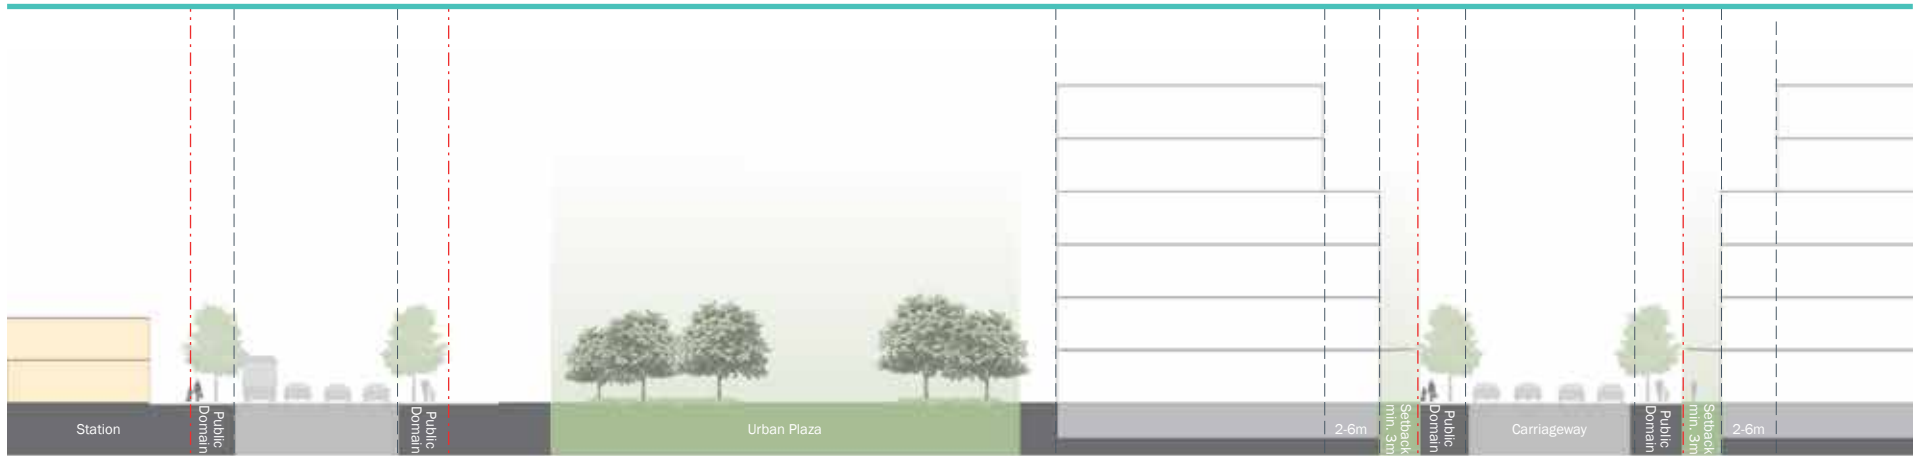 Station
Public
Domain
Public
Domain
Urban Plaza
2-6m
Setback
min. 3m
Public
Domain
Carriageway
Public
Domain
Setback
min. 3m
2-6m